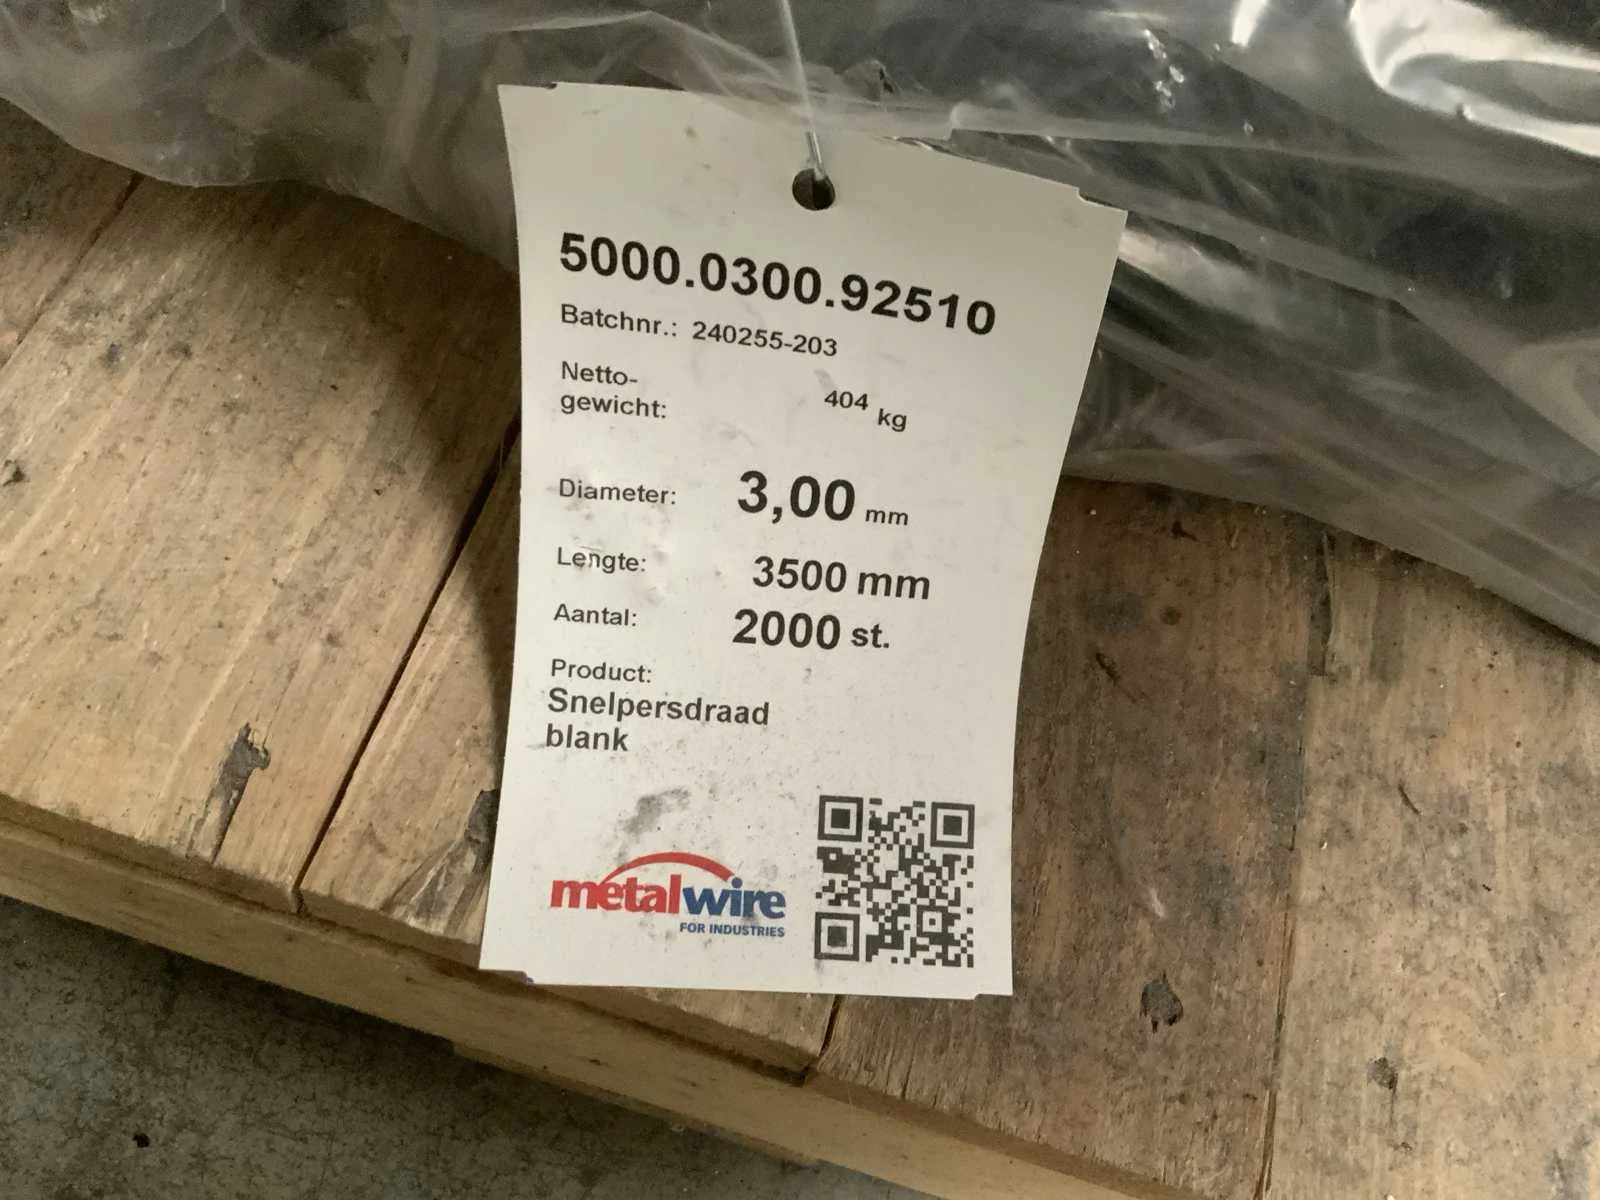 5000.0300.92510
Batchnr.: 240255-203
Netto-
gewicht: 404 kg
Diameter: 3,00 mm
Lengte: 3500 mm
Aantal: 2000 st.
Product:
Snelpersdraad
blank
metalwire
FOR INDUSTRIES